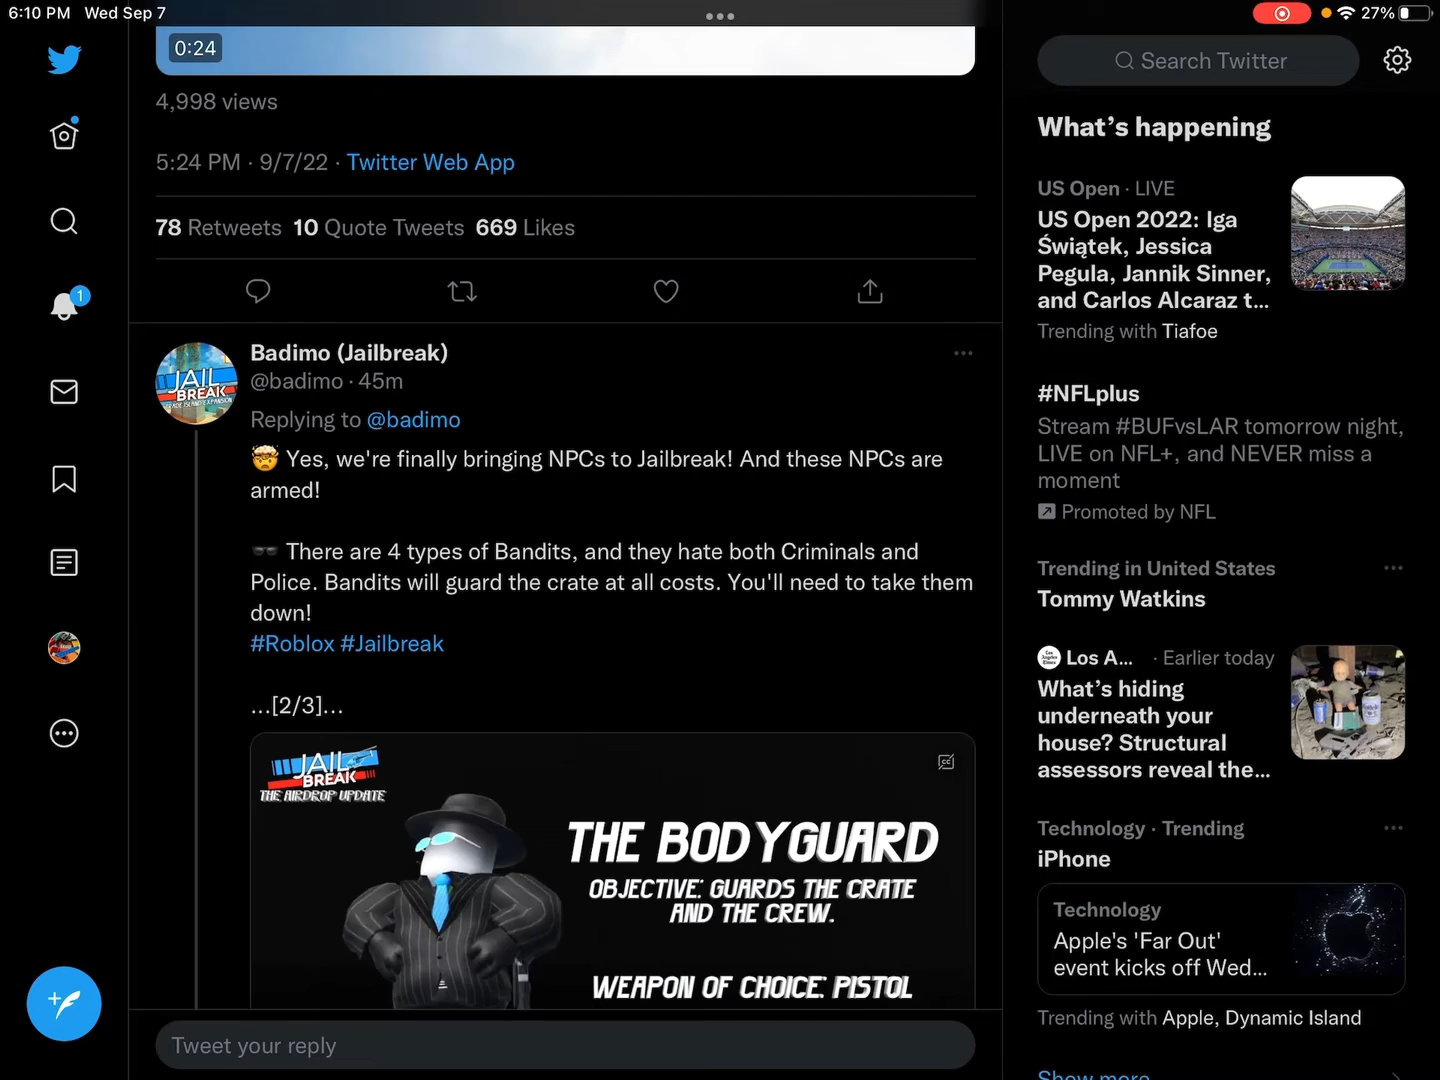 6:10 PM Wed Sep 7
27%
0:24
4,998 views
5:24 PM · 9/7/22 · Twitter Web App
78 Retweets 10 Quote Tweets 669 Likes
1
Badimo (Jailbreak)
@badimo · 45m
Replying to @badimo
🤯 Yes, we're finally bringing NPCs to Jailbreak! And these NPCs are
armed!
🕶️ There are 4 types of Bandits, and they hate both Criminals and
Police. Bandits will guard the crate at all costs. You'll need to take them
down!
#Roblox #Jailbreak
...[2/3]...
JAIL
BREAK
THE AIRDROP UPDATE
THE BODYGUARD
OBJECTIVE: GUARDS THE CRATE
AND THE CREW.
WEAPON OF CHOICE: PISTOL
Tweet your reply
Search Twitter
What's happening
US Open · LIVE
US Open 2022: Iga
Świątek, Jessica
Pegula, Jannik Sinner,
and Carlos Alcaraz t...
Trending with Tiafoe
#NFLplus
Stream #BUFvsLAR tomorrow night,
LIVE on NFL+, and NEVER miss a
moment
Promoted by NFL
Trending in United States
Tommy Watkins
Los A... · Earlier today
What's hiding
underneath your
house? Structural
assessors reveal the...
Technology · Trending
iPhone
Technology
Apple's 'Far Out'
event kicks off Wed...
Trending with Apple, Dynamic Island
Show more